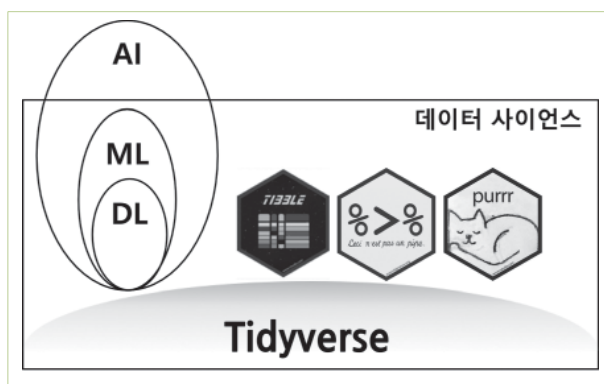 AI
데이터 사이언스
ML
DL
TIBBLE
%>%
Ceci n'est pas un pipe.
purrr
Tidyverse